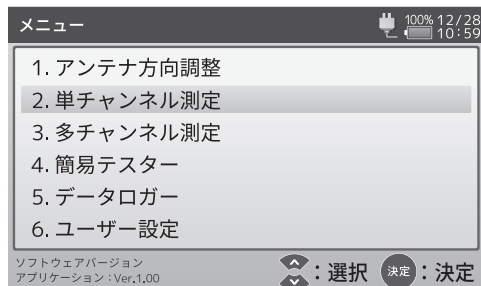 メニュー
100% 12/28
10:59
1. アンテナ方向調整
2. 単チャンネル測定
3. 多チャンネル測定
4. 簡易テスター
5. データロガー
6. ユーザー設定
ソフトウェアバージョン
アプリケーション：Ver.1.00
：選択 決定：決定